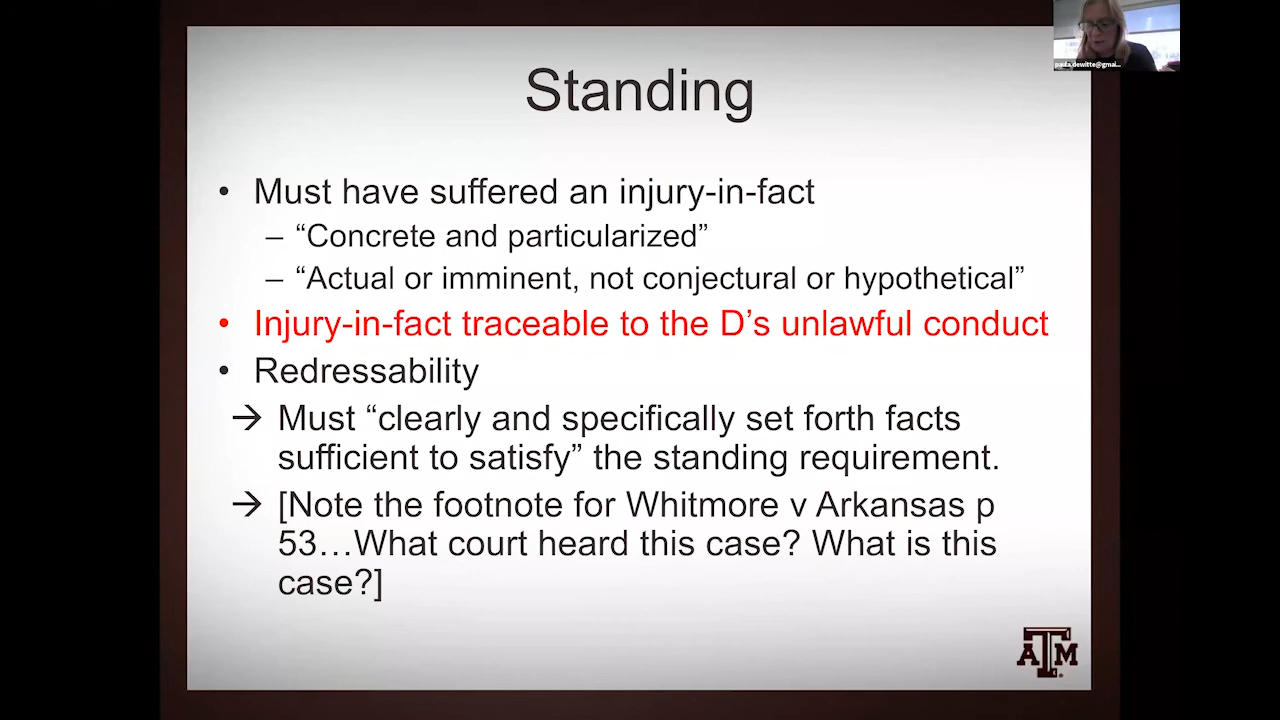 paula.dewitte@gmai...
Standing
• Must have suffered an injury-in-fact
– “Concrete and particularized”
– “Actual or imminent, not conjectural or hypothetical”
• Injury-in-fact traceable to the D’s unlawful conduct
• Redressability
→ Must “clearly and specifically set forth facts
sufficient to satisfy” the standing requirement.
→ [Note the footnote for Whitmore v Arkansas p
53…What court heard this case? What is this
case?]
ATM